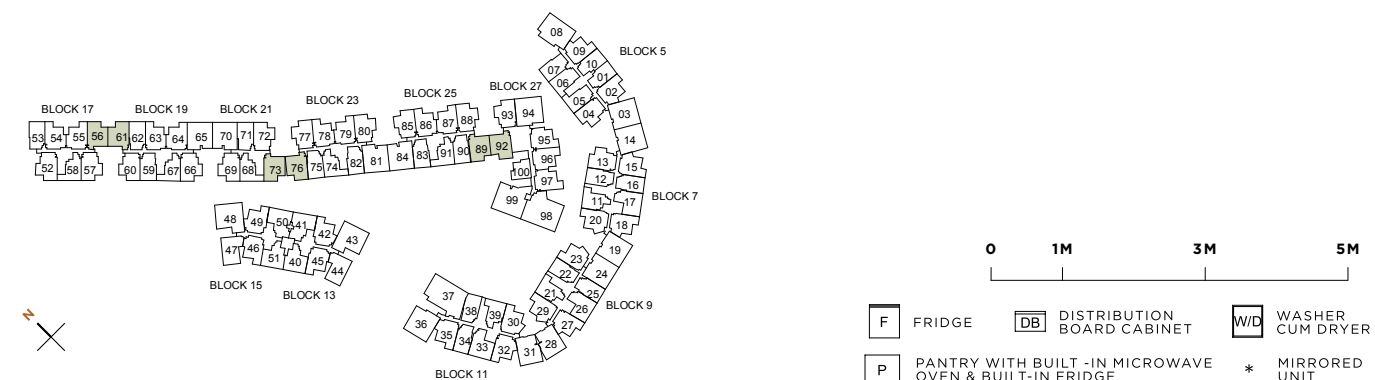 08
BLOCK 5
09
10
07
01
06
02
05
04
03
14
BLOCK 17
BLOCK 19
BLOCK 21
BLOCK 23
BLOCK 25
BLOCK 27
53 54 55 56 61 62 63 64 65 70 71 72
77 78 79 80
85 86 87 88
93 94
52 58 57
60 59 67 66
69 68 73 76 75 74 82 81 84 83 91 90 89 92
95
96
100
97
99
98
13
15
12
16
11
17
20
18
BLOCK 7
48 49 50 41 42 43
47 46 51 40 45 44
BLOCK 15
BLOCK 13
19
23
24
22
25
21
26
29
27
28
BLOCK 9
37 38 39 30
36 35 34 33 32 31
BLOCK 11
N
0 1M 3M 5M
F FRIDGE
DB DISTRIBUTION
BOARD CABINET
W/D WASHER
CUM DRYER
P PANTRY WITH BUILT -IN MICROWAVE
OVEN & BUILT-IN FRIDGE
* MIRRORED
UNIT